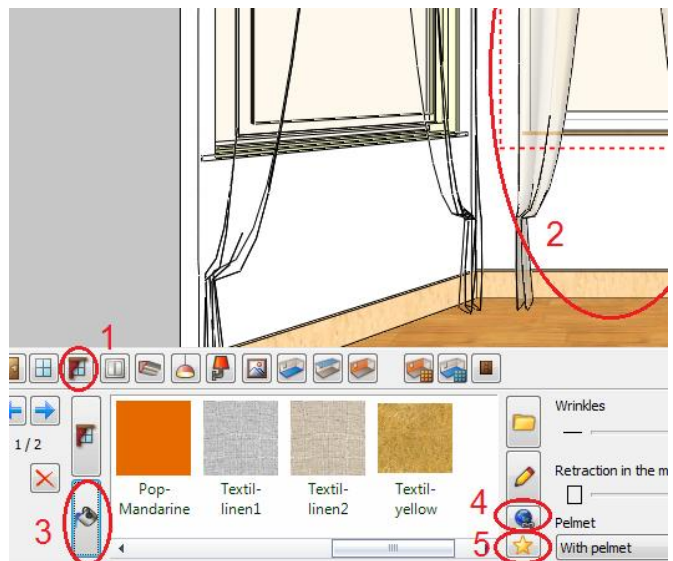 2
1
1 / 2
3
Pop-
Mandarine
Textil-
linen1
Textil-
linen2
Textil-
yellow
4
5
Wrinkles
Retraction in the m
Pelmet
With pelmet